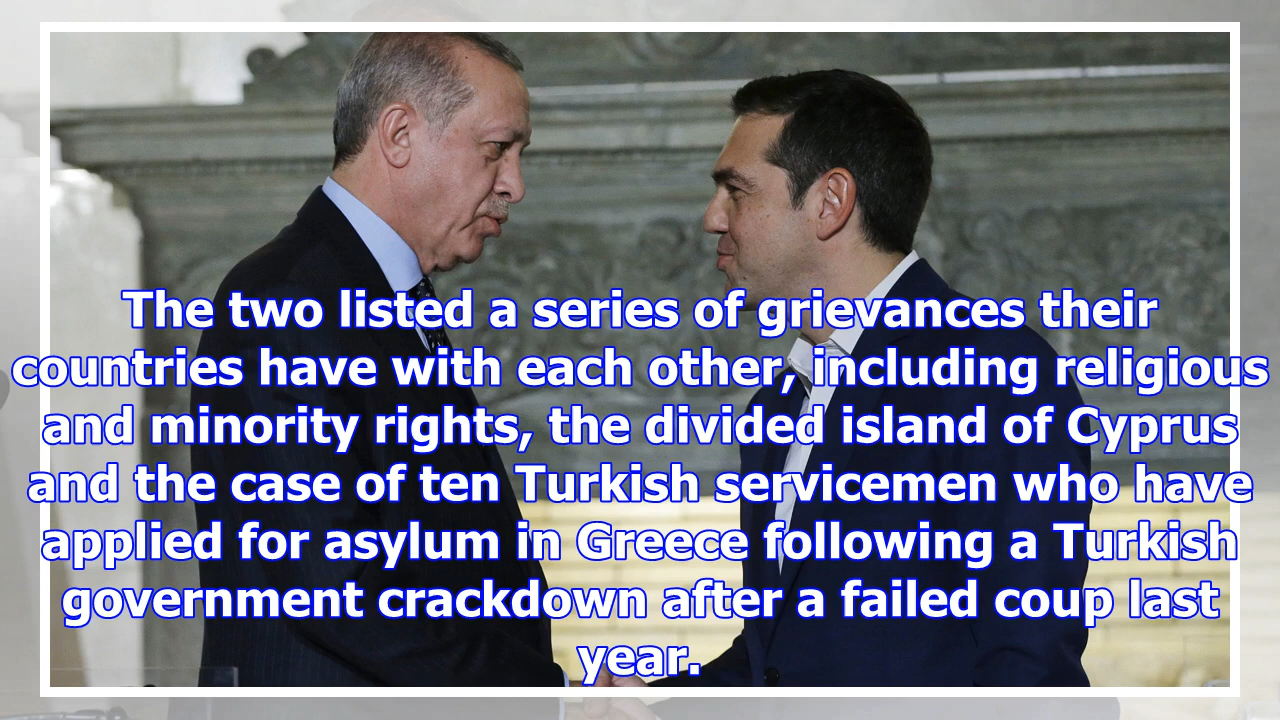 The two listed a series of grievances their
countries have with each other, including religious
and minority rights, the divided island of Cyprus
and the case of ten Turkish servicemen who have
applied for asylum in Greece following a Turkish
government crackdown after a failed coup last
year.